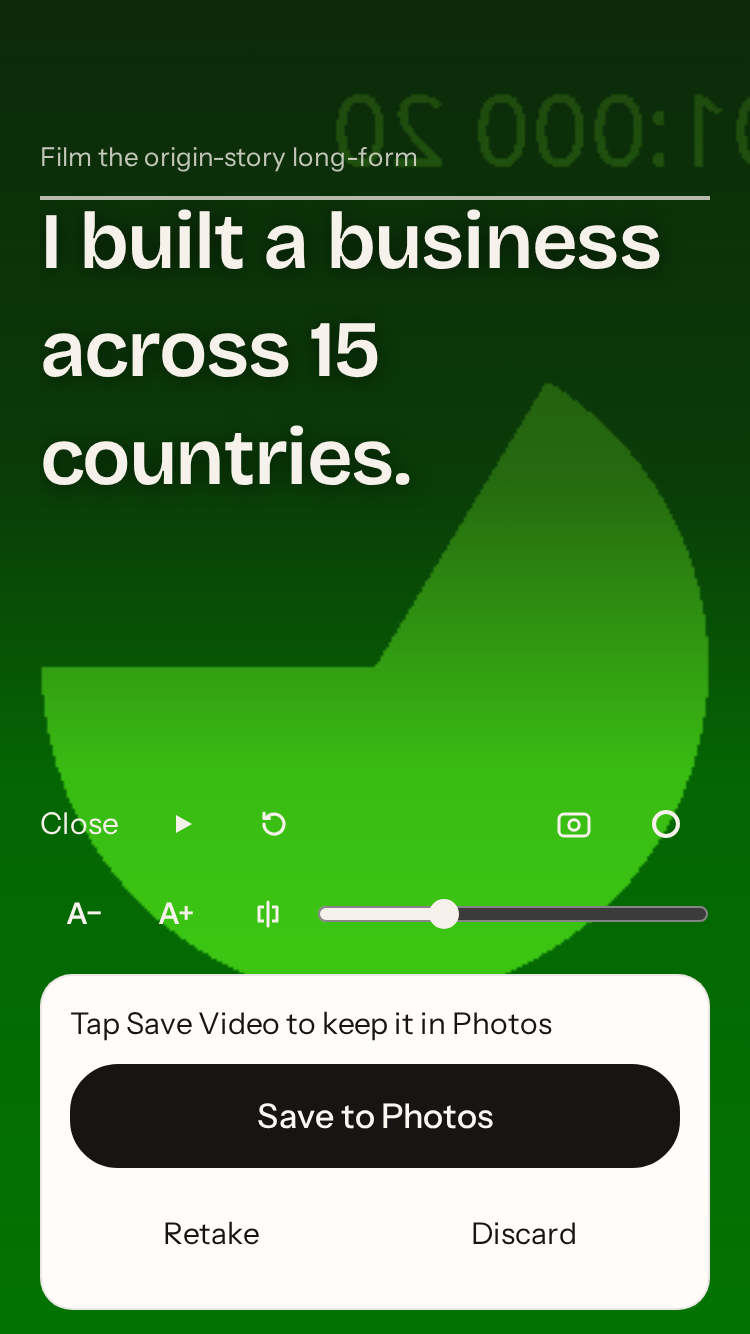 Film the origin-story long-form
I built a business
across 15
countries.
Close
A− A+
Tap Save Video to keep it in Photos
Save to Photos
Retake Discard